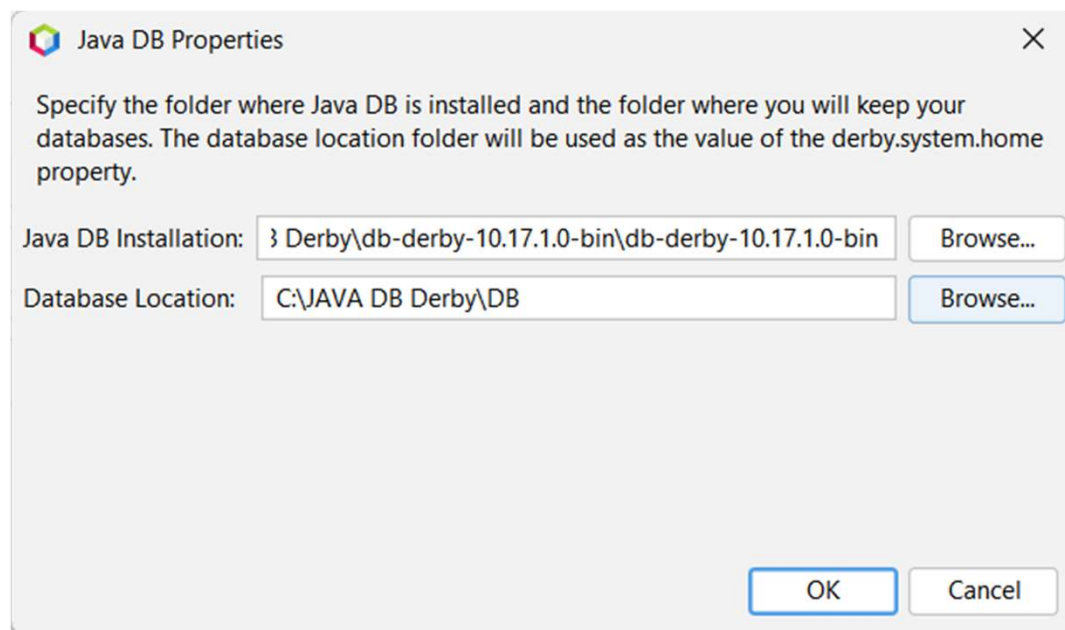 Java DB Properties
Specify the folder where Java DB is installed and the folder where you will keep your
databases. The database location folder will be used as the value of the derby.system.home
property.
Java DB Installation: Derby\db-derby-10.17.1.0-bin\db-derby-10.17.1.0-bin Browse...
Database Location: C:\JAVA DB Derby\DB Browse...
OK Cancel